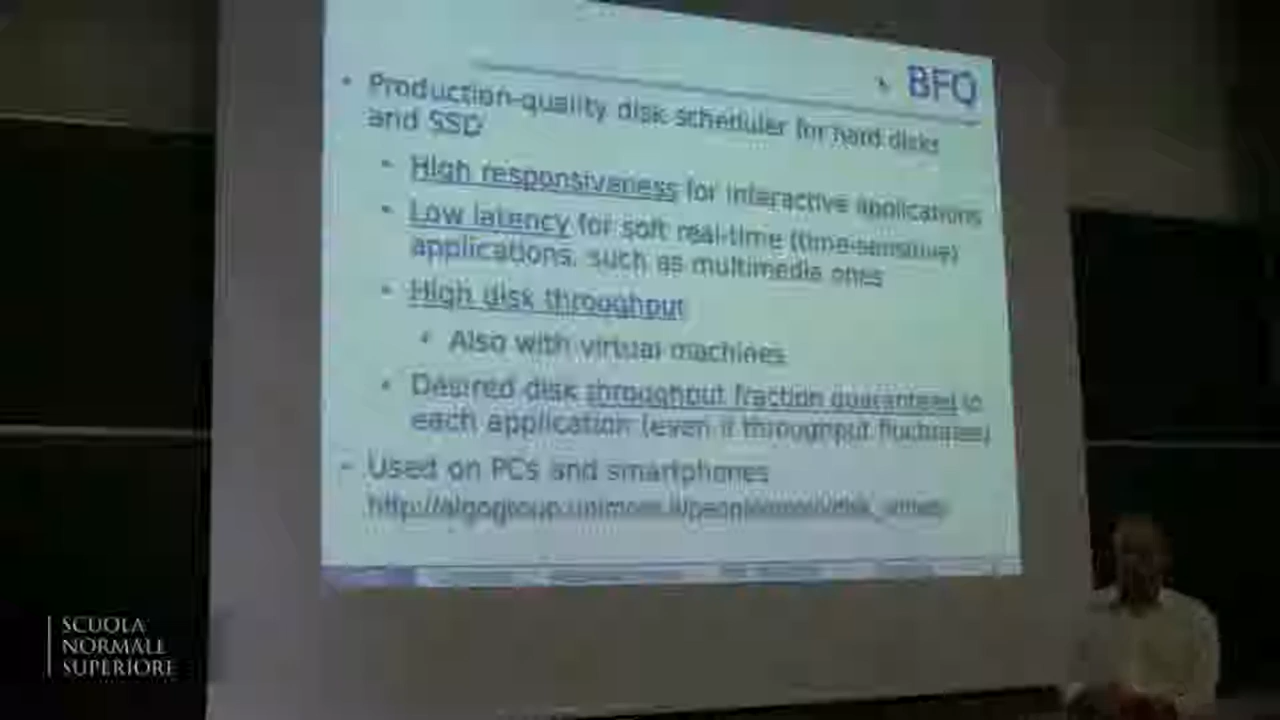 BFQ
Production-quality disk scheduler for hard disks
and SSD
High responsiveness for interactive applications
Low latency for soft real-time (time-sensitive)
applications, such as multimedia ones
High disk throughput
Also with virtual machines
Desired disk throughput fraction guaranteed to
each application (even if throughput fluctuates)
Used on PCs and smartphones
SCUOLA
NORMALE
SUPERIORE